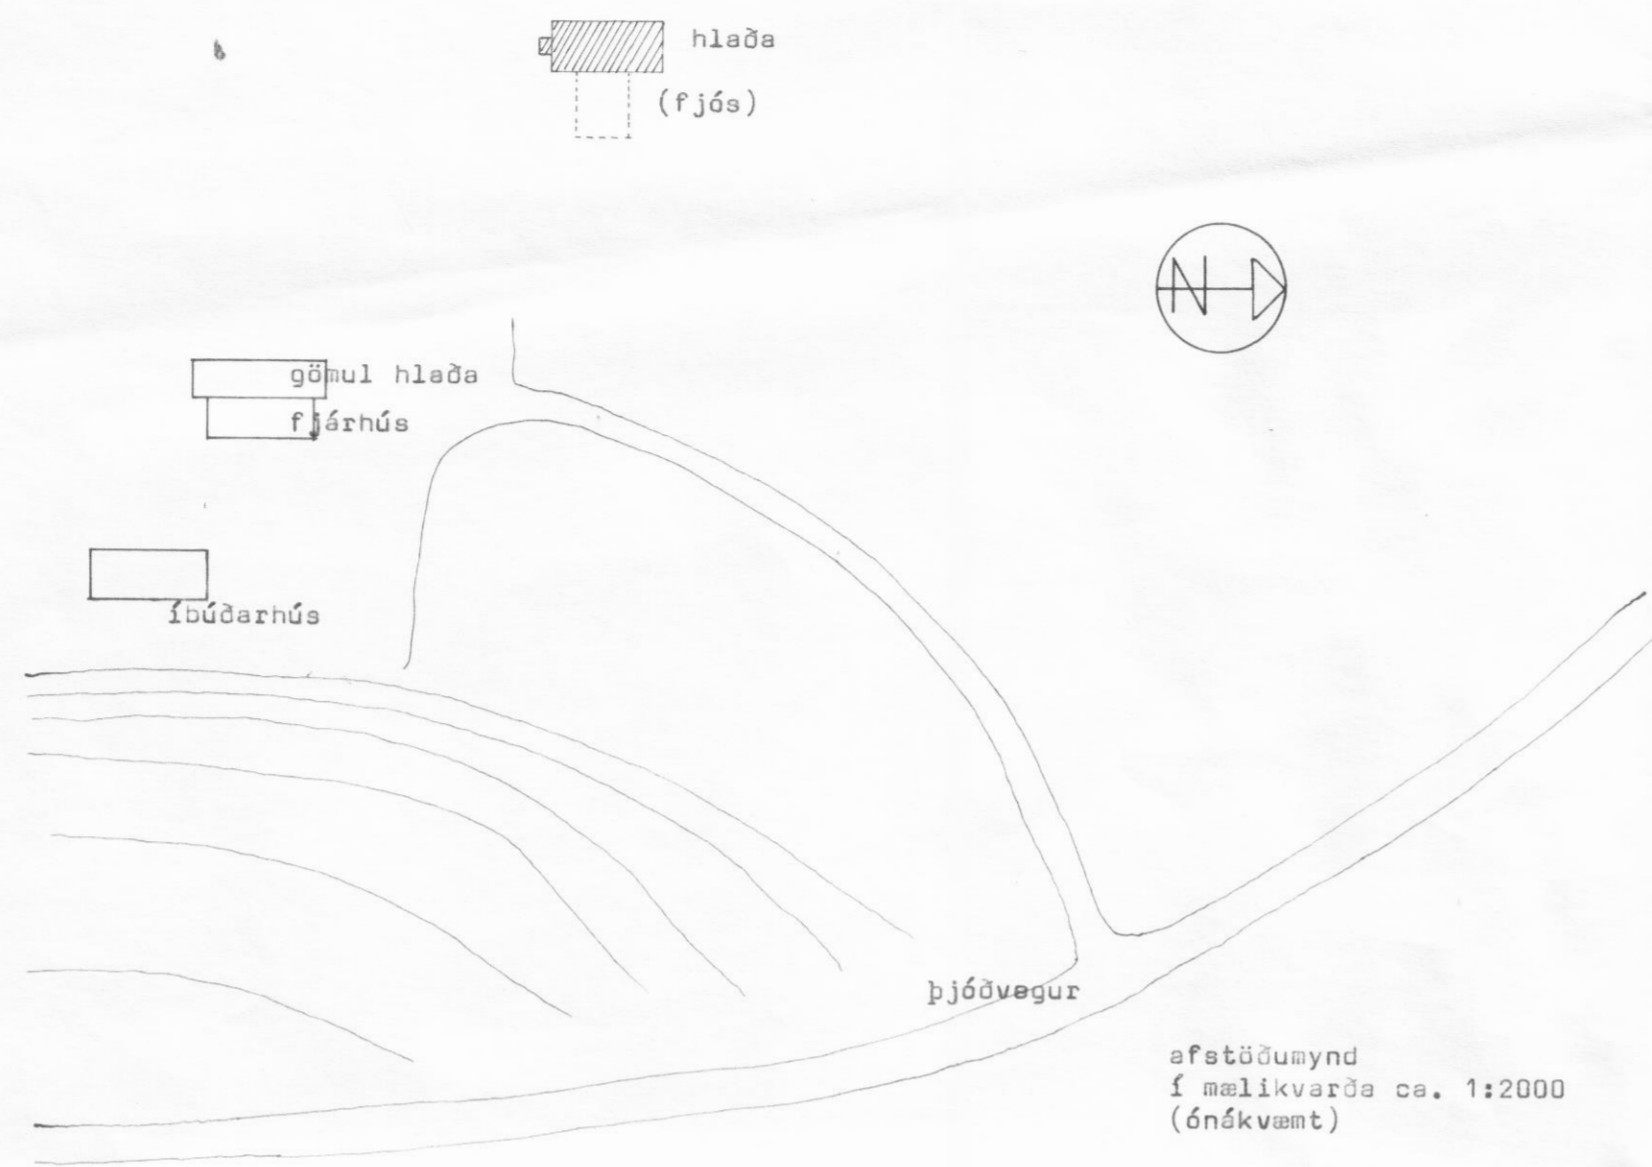 hlaða
(fjós)
N
gömul hlaða
fjárhús
íbúðarhús
þjóðvegur
afstöðumynd
í mælikvarða ca. 1:2000
(ónákvæmt)